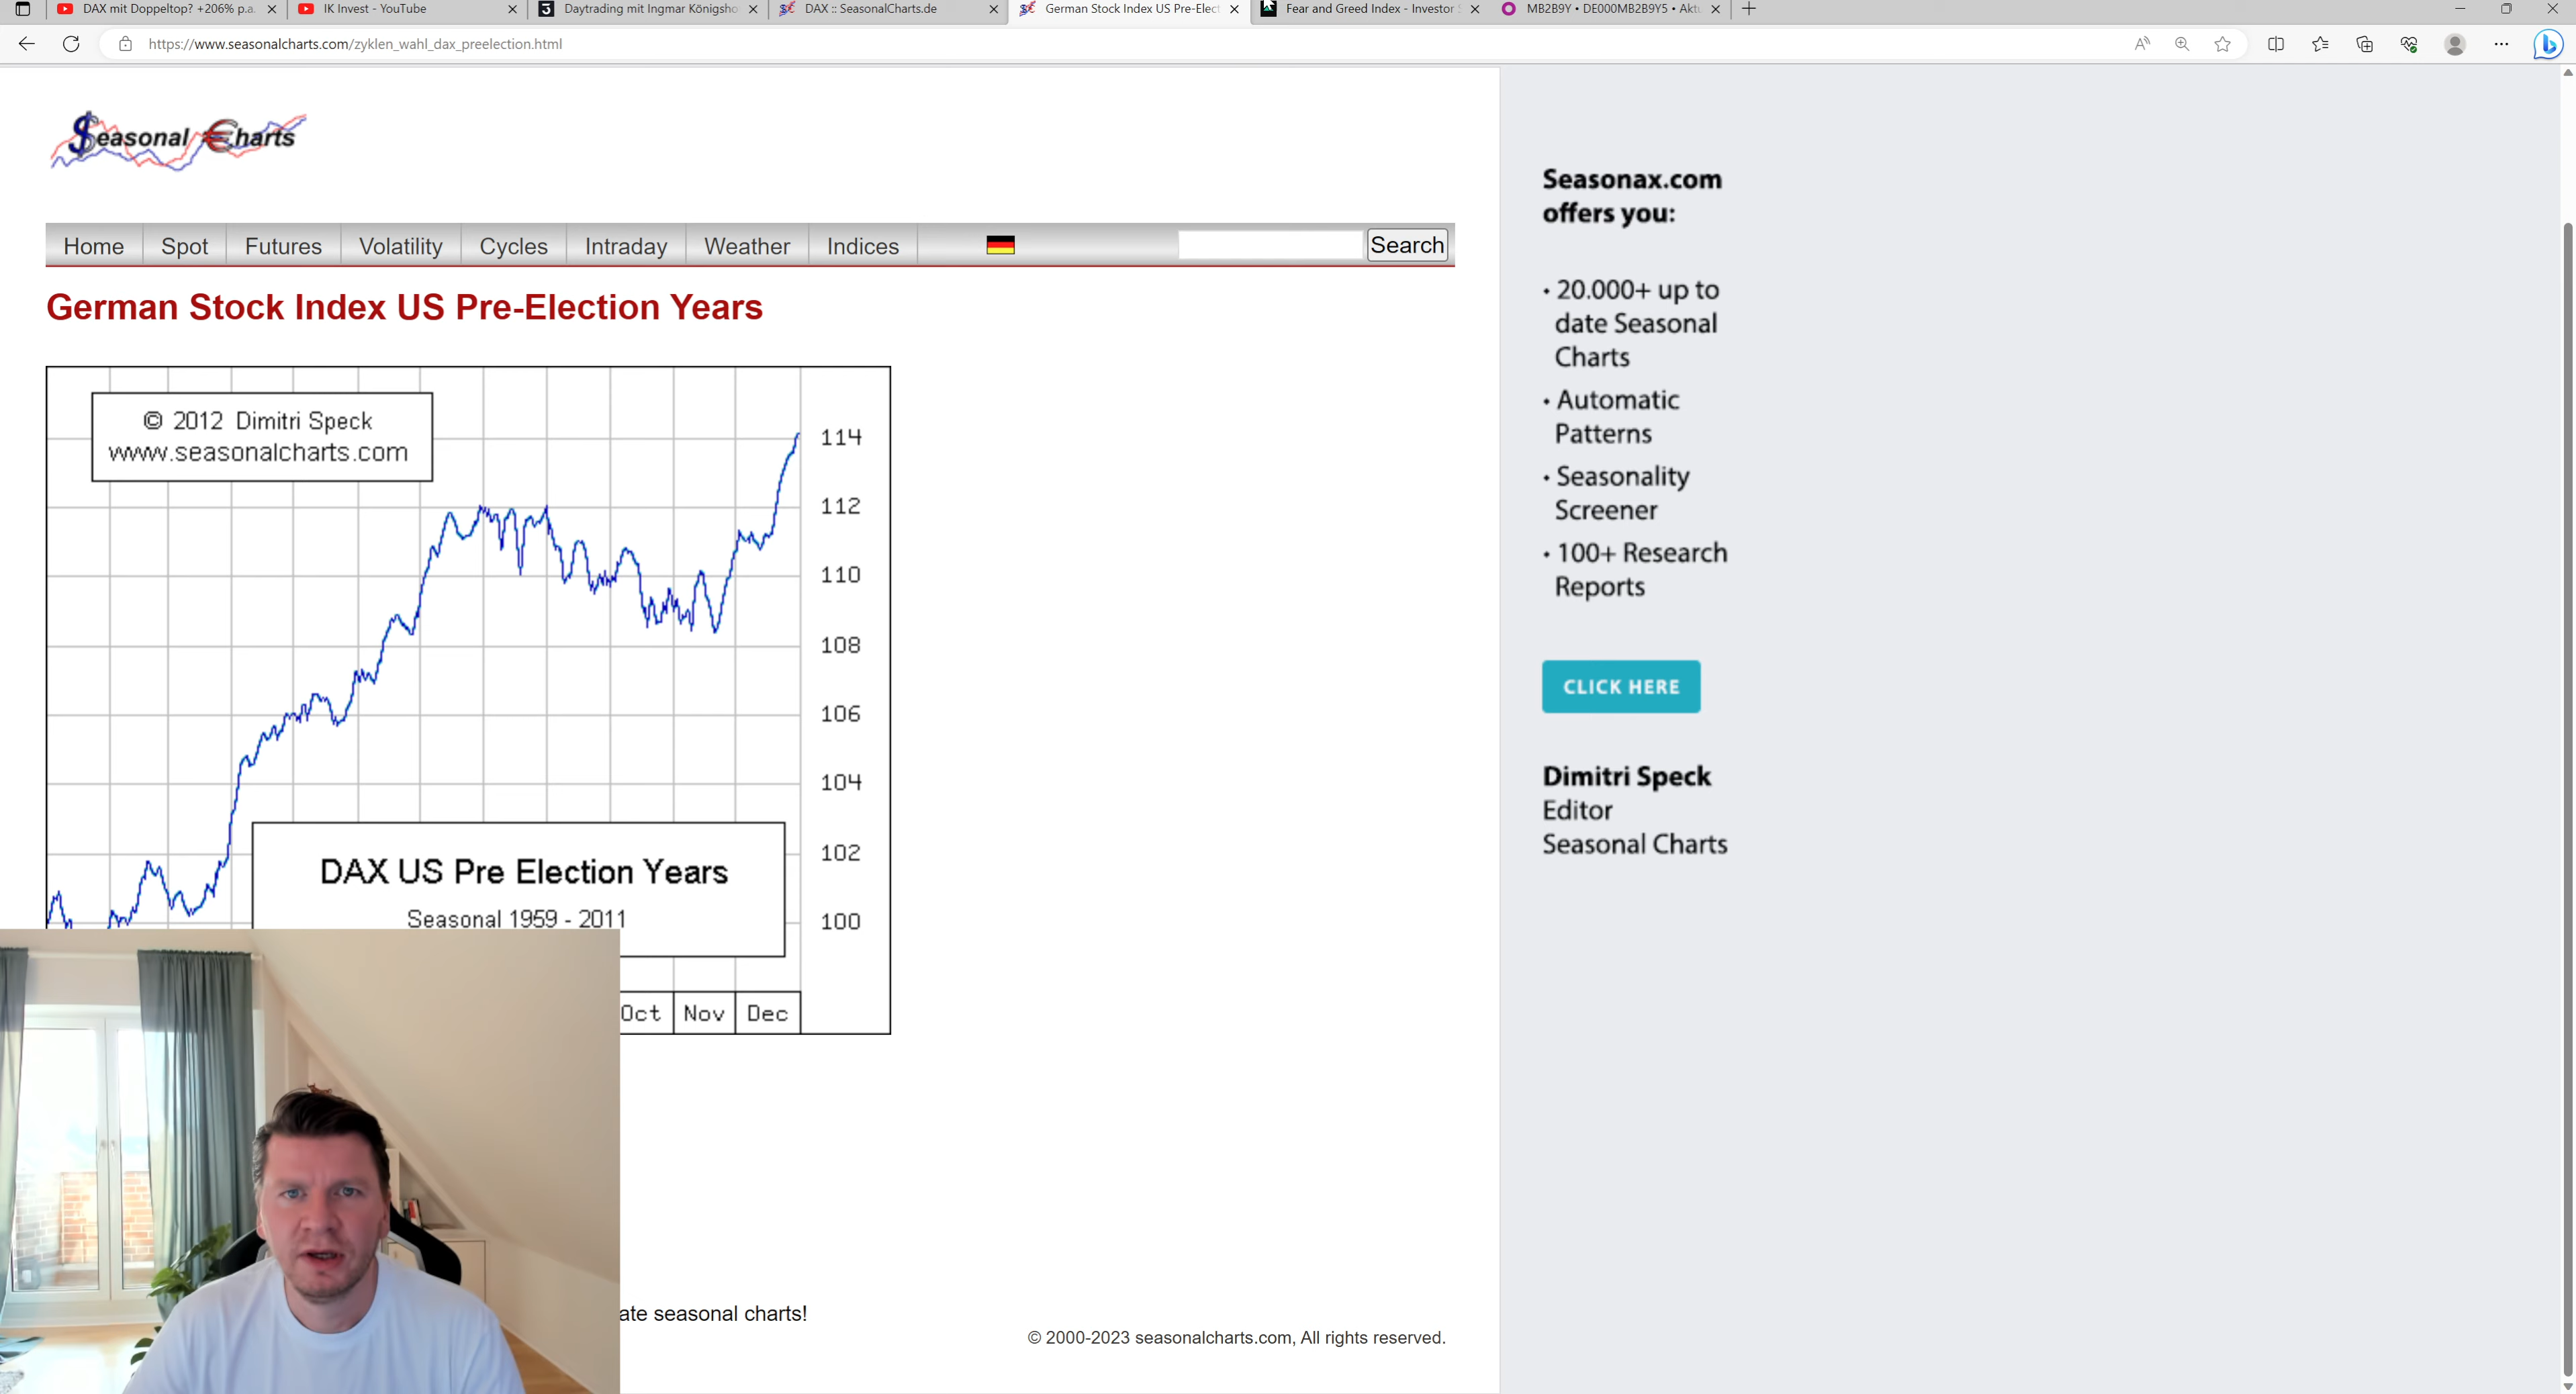 DAX mit Doppeltop? +206% p.a.
IK Invest - YouTube
Daytrading mit Ingmar Königsho
DAX :: SeasonalCharts.de
German Stock Index US Pre-Elect
Fear and Greed Index - Investor
MB2B9Y • DE000MB2B9Y5 • Aktu
https://www.seasonalcharts.com/zyklen_wahl_dax_preelection.html
$easonal €harts
Home Spot Futures Volatility Cycles Intraday Weather Indices Search
German Stock Index US Pre-Election Years
© 2012 Dimitri Speck
www.seasonalcharts.com
114
112
110
108
106
104
102
100
DAX US Pre Election Years
Seasonal 1959 - 2011
Oct Nov Dec
ate seasonal charts!
© 2000-2023 seasonalcharts.com, All rights reserved.
Seasonax.com
offers you:
• 20.000+ up to
date Seasonal
Charts
• Automatic
Patterns
• Seasonality
Screener
• 100+ Research
Reports
CLICK HERE
Dimitri Speck
Editor
Seasonal Charts